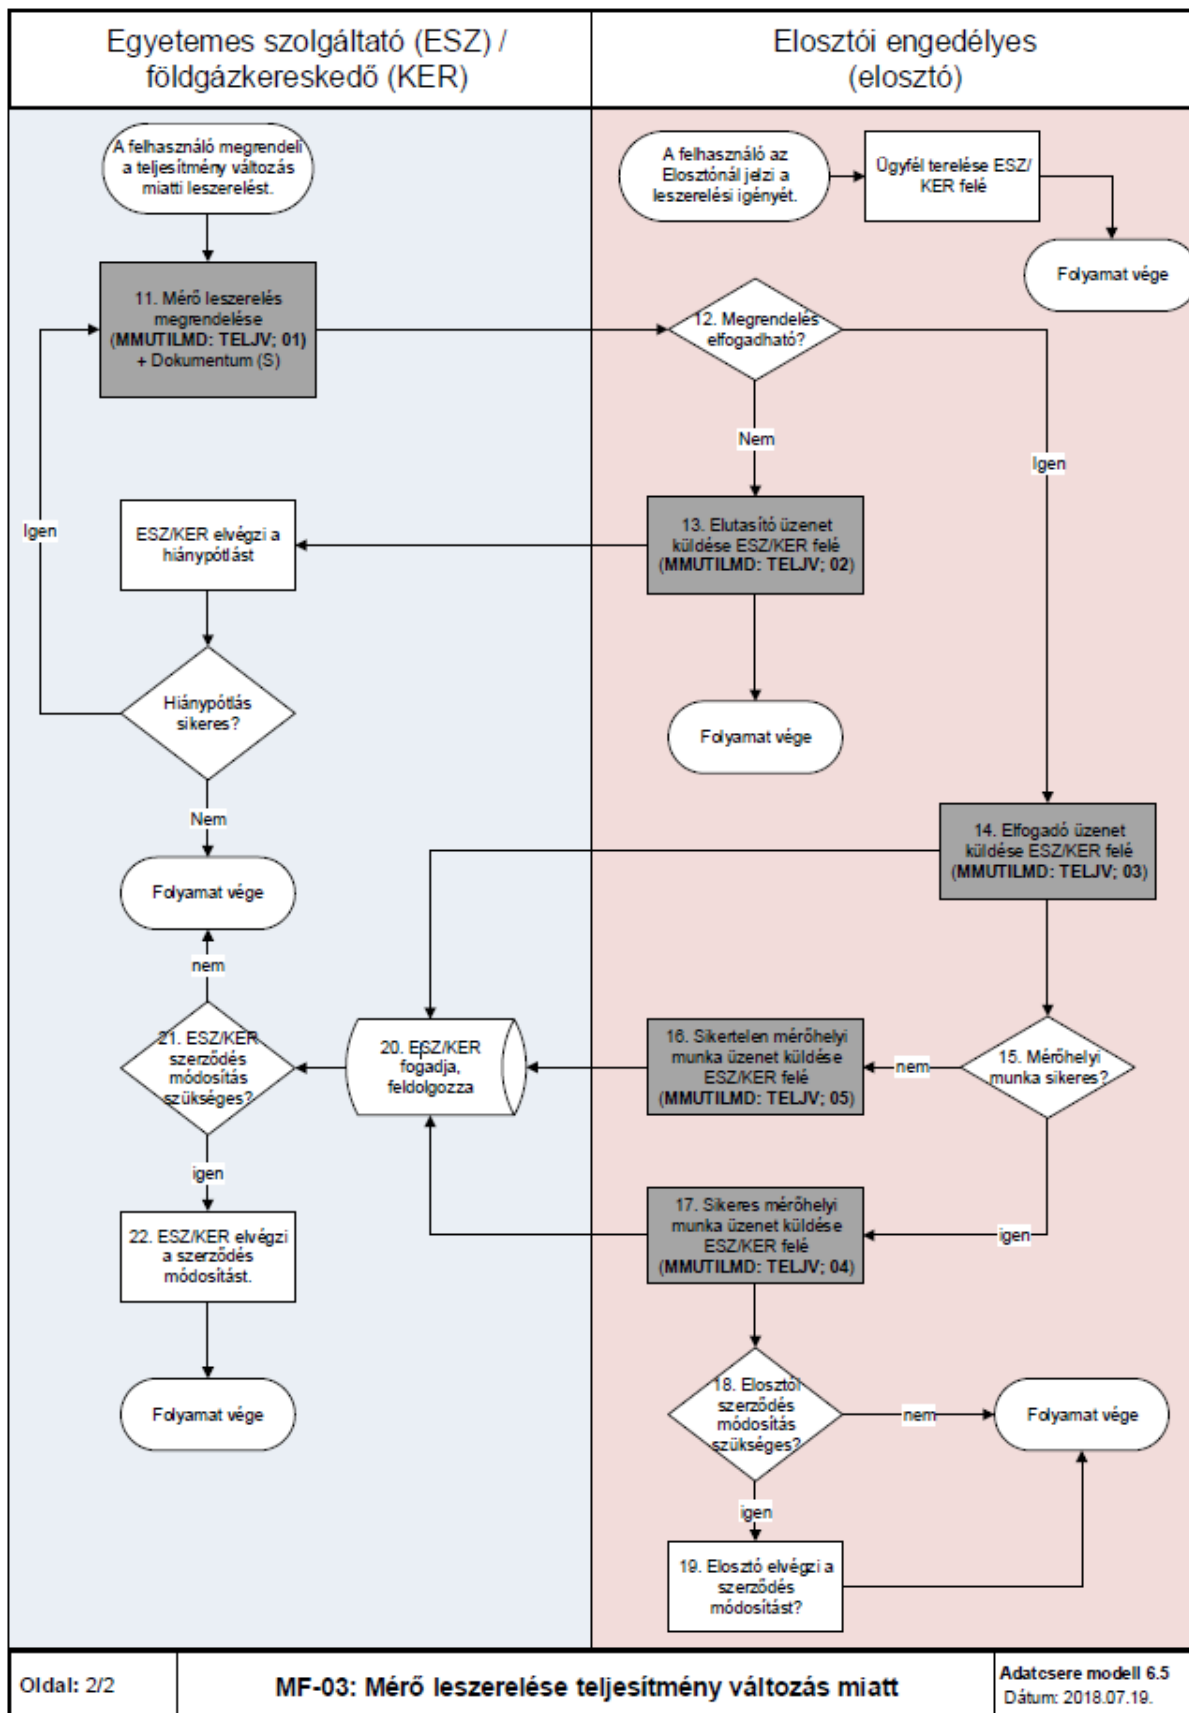 Egyetemes szolgáltató (ESZ) /
földgázkereskedő (KER)
Elosztói engedélyes
(elosztó)
A felhasználó megrendeli
a teljesítmény változás
miatti leszerelést.
A felhasználó az
Elosztónál jelzi a
leszerelési igényét.
Ügyfél terelése ESZ/
KER felé
Folyamat vége
11. Mérő leszerelés
megrendelése
(MMUTILMD: TELJV; 01)
+ Dokumentum (S)
12. Megrendelés
elfogadható?
Nem
Igen
Igen
ESZ/KER elvégzi a
hiánypótlást
13. Elutasító üzenet
küldése ESZ/KER felé
(MMUTILMD: TELJV; 02)
Hiánypótlás
sikeres?
Folyamat vége
Nem
14. Elfogadó üzenet
küldése ESZ/KER felé
(MMUTILMD: TELJV; 03)
Folyamat vége
nem
21. ESZ/KER
szerződés
módosítás
szükséges?
20. ESZ/KER
fogadja,
feldolgozza
16. Sikertelen mérőhelyi
munka üzenet küldése
ESZ/KER felé
(MMUTILMD: TELJV; 05)
nem
15. Mérőhelyi
munka sikeres?
igen
22. ESZ/KER elvégzi
a szerződés
módosítást.
17. Sikeres mérőhelyi
munka üzenet küldése
ESZ/KER felé
(MMUTILMD: TELJV; 04)
igen
Folyamat vége
18. Elosztói
szerződés
módosítás
szükséges?
nem
Folyamat vége
igen
19. Elosztó elvégzi a
szerződés
módosítást?
Oldal: 2/2
MF-03: Mérő leszerelése teljesítmény változás miatt
Adatcsere modell 6.5
Dátum: 2018.07.19.